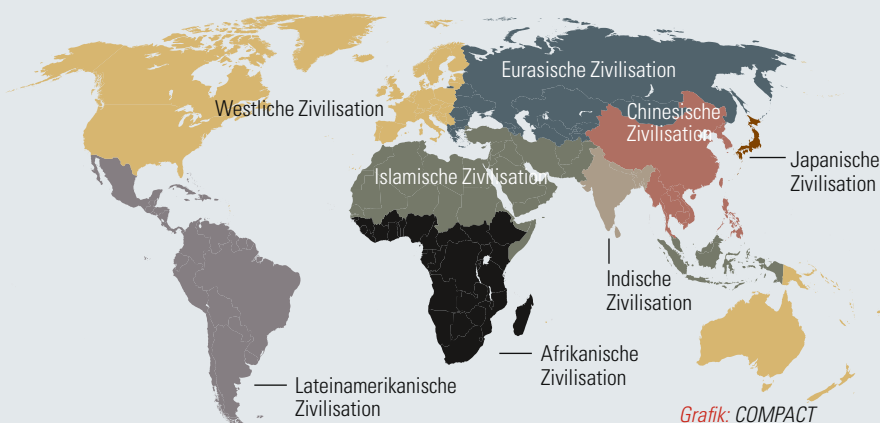 Eurasische Zivilisation
Westliche Zivilisation
Chinesische
Zivilisation
Japanische
Zivilisation
Islamische Zivilisation
Indische
Zivilisation
Afrikanische
Zivilisation
Lateinamerikanische
Zivilisation
Grafik: COMPACT